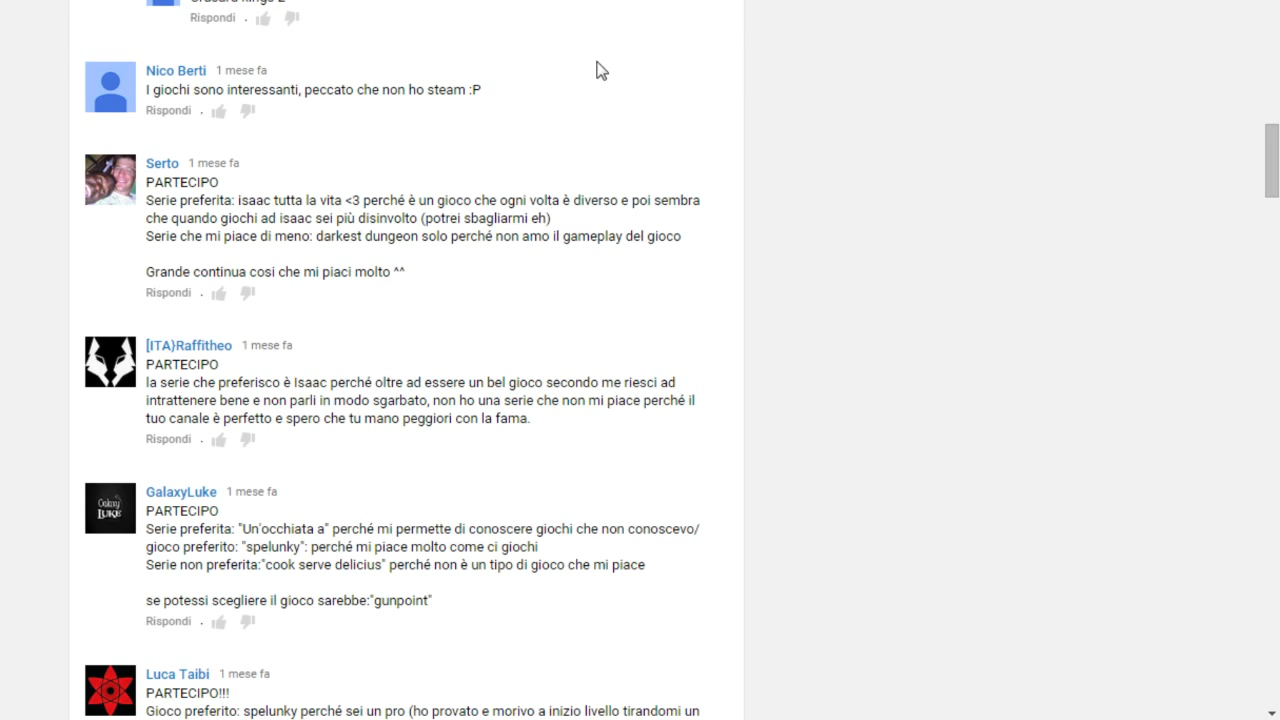 Rispondi .
Nico Berti 1 mese fa
I giochi sono interessanti, peccato che non ho steam :P
Rispondi .
Serto 1 mese fa
PARTECIPO
Serie preferita: isaac tutta la vita <3 perché è un gioco che ogni volta è diverso e poi sembra
che quando giochi ad isaac sei più disinvolto (potrei sbagliarmi eh)
Serie che mi piace di meno: darkest dungeon solo perché non amo il gameplay del gioco
Grande continua cosi che mi piaci molto ^^
Rispondi .
[ITA}Raffitheo 1 mese fa
PARTECIPO
la serie che preferisco è Isaac perché oltre ad essere un bel gioco secondo me riesci ad
intrattenere bene e non parli in modo sgarbato, non ho una serie che non mi piace perché il
tuo canale è perfetto e spero che tu mano peggiori con la fama.
Rispondi .
Galaxy
LUKE
GalaxyLuke 1 mese fa
PARTECIPO
Serie preferita: "Un'occhiata a" perché mi permette di conoscere giochi che non conoscevo/
gioco preferito: "spelunky": perché mi piace molto come ci giochi
Serie non preferita:"cook serve delicius" perché non è un tipo di gioco che mi piace
se potessi scegliere il gioco sarebbe:"gunpoint"
Rispondi .
Luca Taibi 1 mese fa
PARTECIPO!!!
Gioco preferito: spelunky perché sei un pro (ho provato e morivo a inizio livello tirandomi un